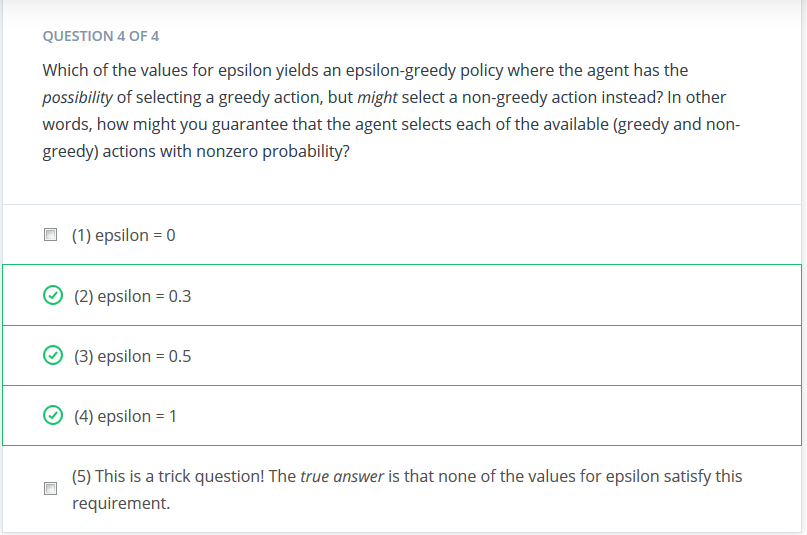 QUESTION 4 OF 4
Which of the values for epsilon yields an epsilon-greedy policy where the agent has the
possibility of selecting a greedy action, but might select a non-greedy action instead? In other
words, how might you guarantee that the agent selects each of the available (greedy and non-
greedy) actions with nonzero probability?
(1) epsilon = 0
(2) epsilon = 0.3
(3) epsilon = 0.5
(4) epsilon = 1
(5) This is a trick question! The true answer is that none of the values for epsilon satisfy this
requirement.